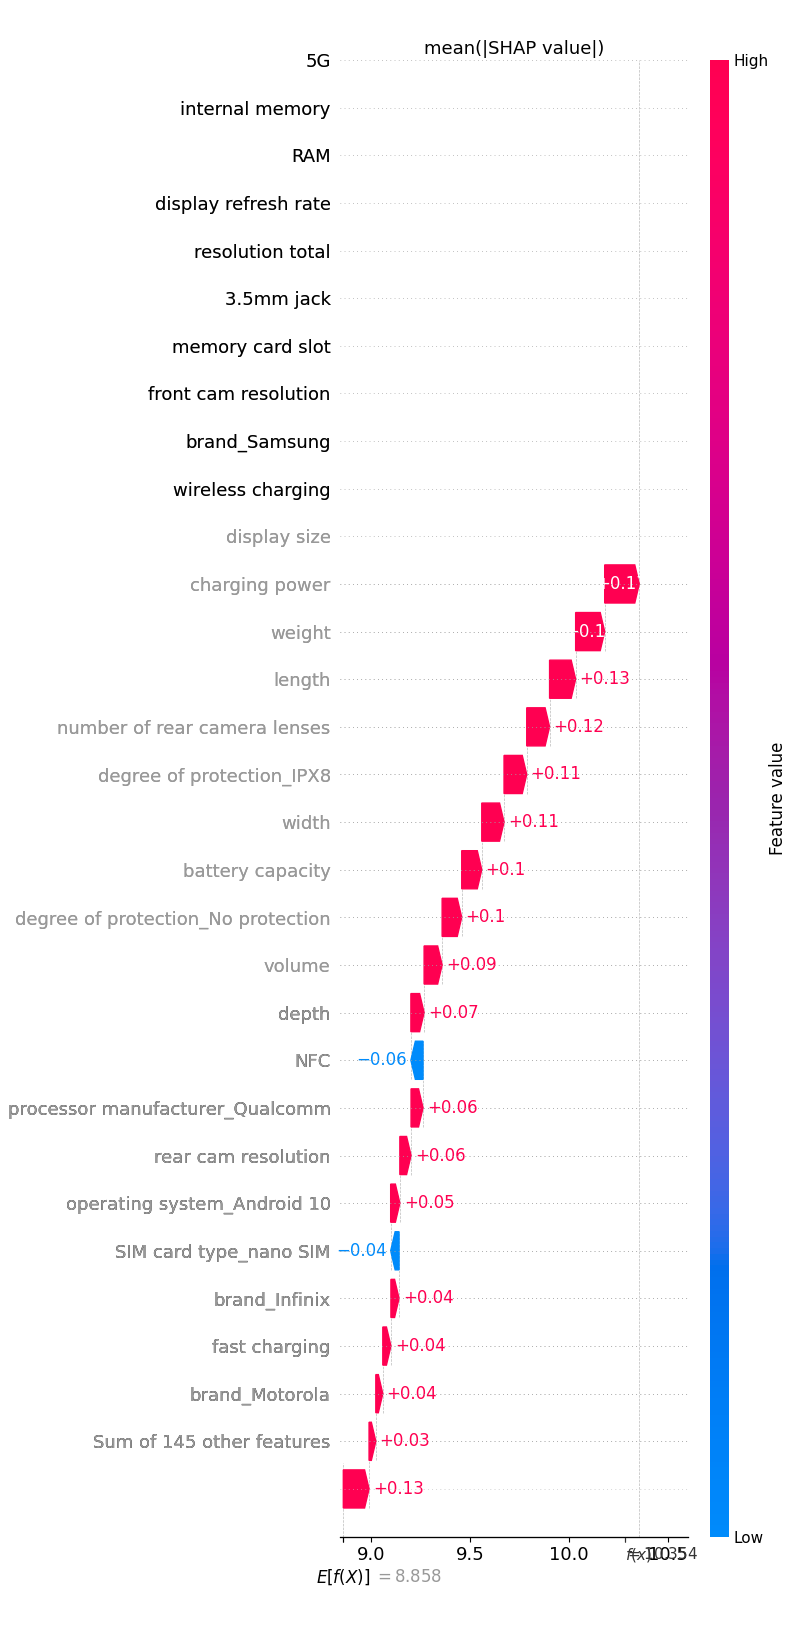 mean(|SHAP value|)
High
5G
internal memory
RAM
display refresh rate
resolution total
3.5mm jack
memory card slot
front cam resolution
brand_Samsung
wireless charging
display size
charging power
weight
length +0.13
number of rear camera lenses +0.12
degree of protection_IPX8 +0.11
width +0.11
Feature value
battery capacity +0.1
degree of protection_No protection +0.1
volume +0.09
depth +0.07
NFC −0.06
processor manufacturer_Qualcomm +0.06
rear cam resolution +0.06
operating system_Android 10 +0.05
SIM card type_nano SIM −0.04
brand_Infinix +0.04
fast charging +0.04
brand_Motorola +0.04
Sum of 145 other features +0.03
+0.13
Low
9.0 9.5 10.0 10.5
E[f(X)] = 8.858